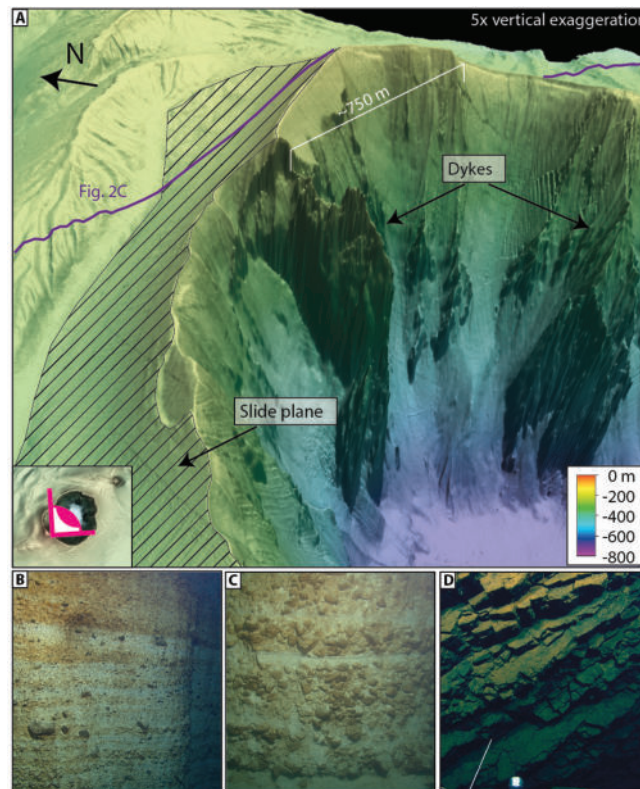 A
5x vertical exaggeration
N
~750 m
Dykes
Fig. 2C
Slide plane
0 m
-200
-400
-600
-800
B
C
D